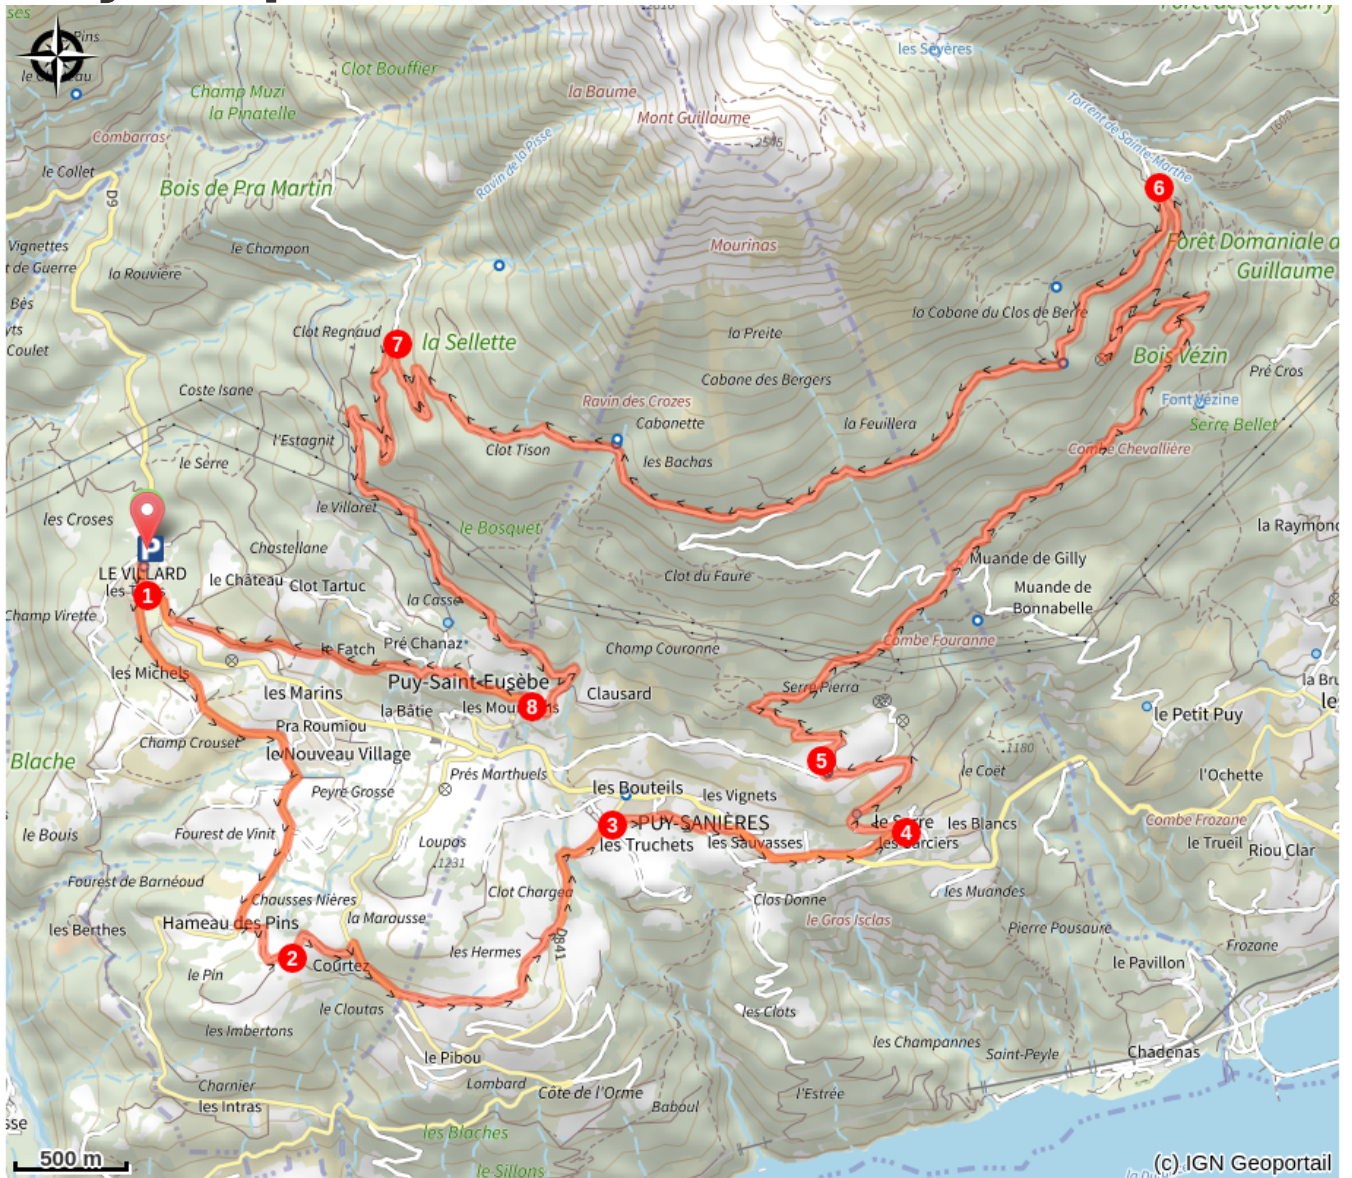 Pins
Clot Bouffier
les Sévères
Champ Muzi
la Pinatelle
la Baume
Mont Guillaume
Torrent de Sainte-Marthe
Combarras
2546
Ravin de la Pisse
le Collet
Bois de Pra Martin
6
D9
Vignettes
t de Guerre
le Champon
Mourinas
Guillaume
la Rouvière
Bès
la Cabane du Clos de Berre
Clot Regnaud
7
la Sellette
la Preite
Coulet
Bois Vézin
Pré Cros
Coste Isane
Cabane des Bergers
Ravin des Crozes
Font Vézine
Cabanette
la Feuillera
Serre Bellet
l'Estagnit
Clot Tison
Combe Chevallière
le Serre
les Bachas
le Villaret
les Croses
le Bosquet
la Raymond
P
Chastellane
Muande de Gilly
LE VILLARD
le Château
Clot Tartuc
Clot du Faure
Muande de
Bonnabelle
1
la Casse
Champ Virette
Pré Chanaz
Combe Fouranne
le Fatch
Champ Couronne
les Michels
Puy-Saint-Eusèbe
Serre Pierra
les Marins
Clausard
la Bâtie
8
le Petit Puy
Pra Roumiou
Champ Crouset
le Nouveau Village
1180
Blache
5
le Coët
l'Ochette
Prés Marthuels
Peyre Grosse
les Bouteils
les Vignets
Combe Frozane
le Bouis
Fourest de Vinit
3
PUY-SANIÈRES
4
les Blancs
le Trueil
Riou Clar
Loupas
les Truchets
les Sauvasses
1231
Fourest de Barnéoud
Clot Chargea
les Muandes
Chausses Nières
Clos Donne
Hameau des Pins
la Marausse
le Gros Isclas
Pierre Pousaure
les Berthes
D841
Frozane
2
les Hermes
le Pavillon
le Pin
Courtez
le Cloutas
les Clots
les Imbertons
les Champannes
Saint-Peyle
Chadenas
le Pibou
Charnier
Lombard
Côte de l'Orme
l'Estrée
les Intras
Baboul
les Blaches
500 m
le Sillons
(c) IGN Geoportail